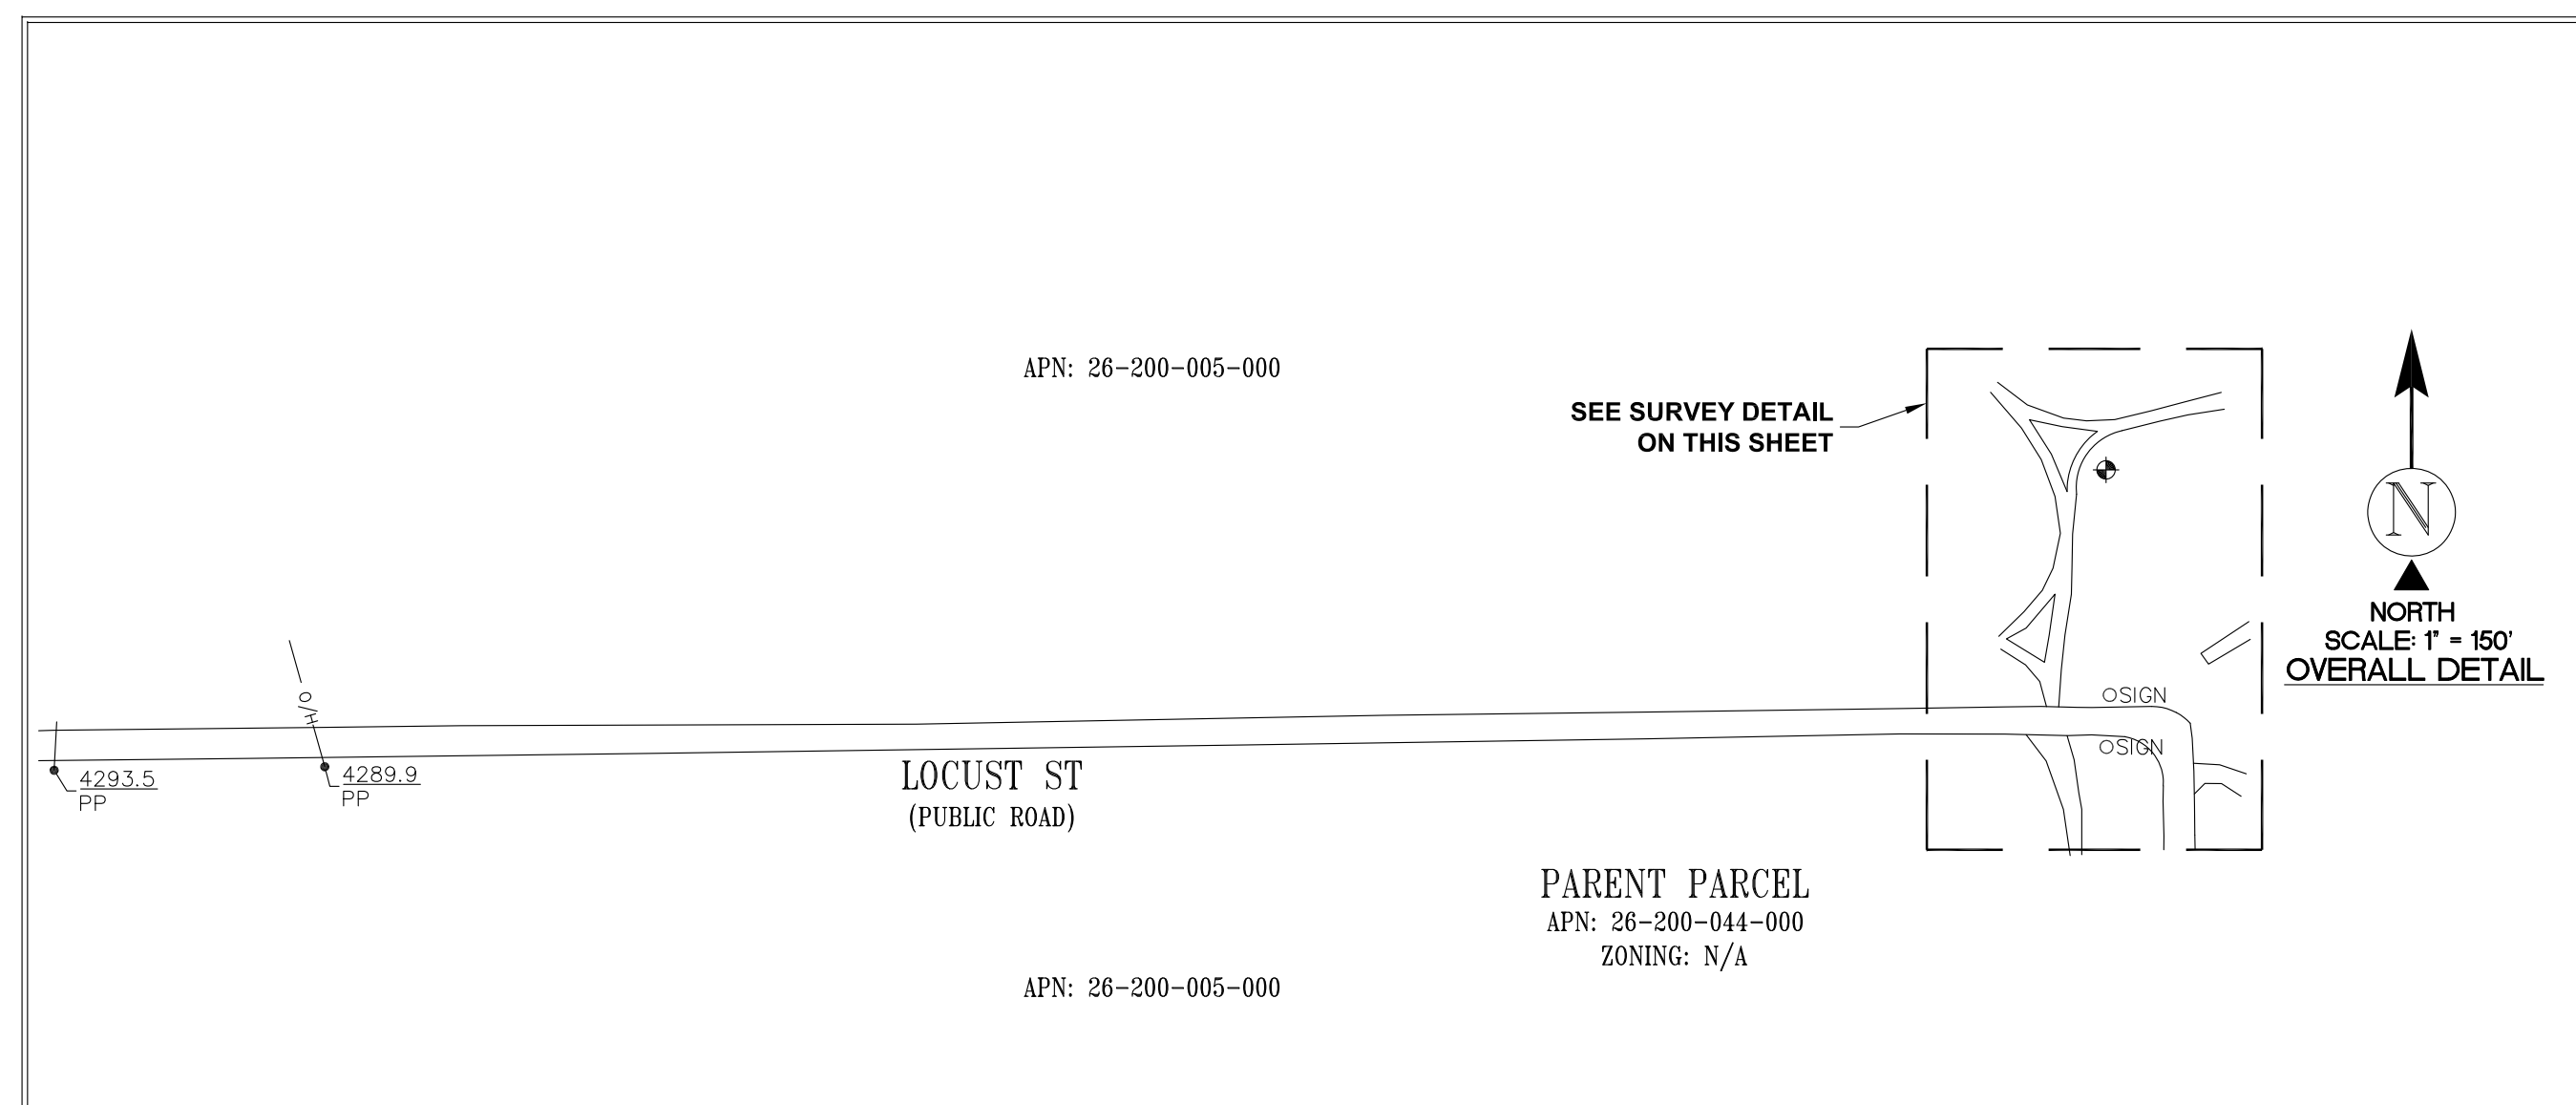 APN: 26-200-005-000
SEE SURVEY DETAIL
ON THIS SHEET
N
NORTH
SCALE: 1" = 150'
OVERALL DETAIL
O/H
SIGN
SIGN
4293.5
PP
4289.9
PP
LOCUST ST
(PUBLIC ROAD)
PARENT PARCEL
APN: 26-200-044-000
ZONING: N/A
APN: 26-200-005-000